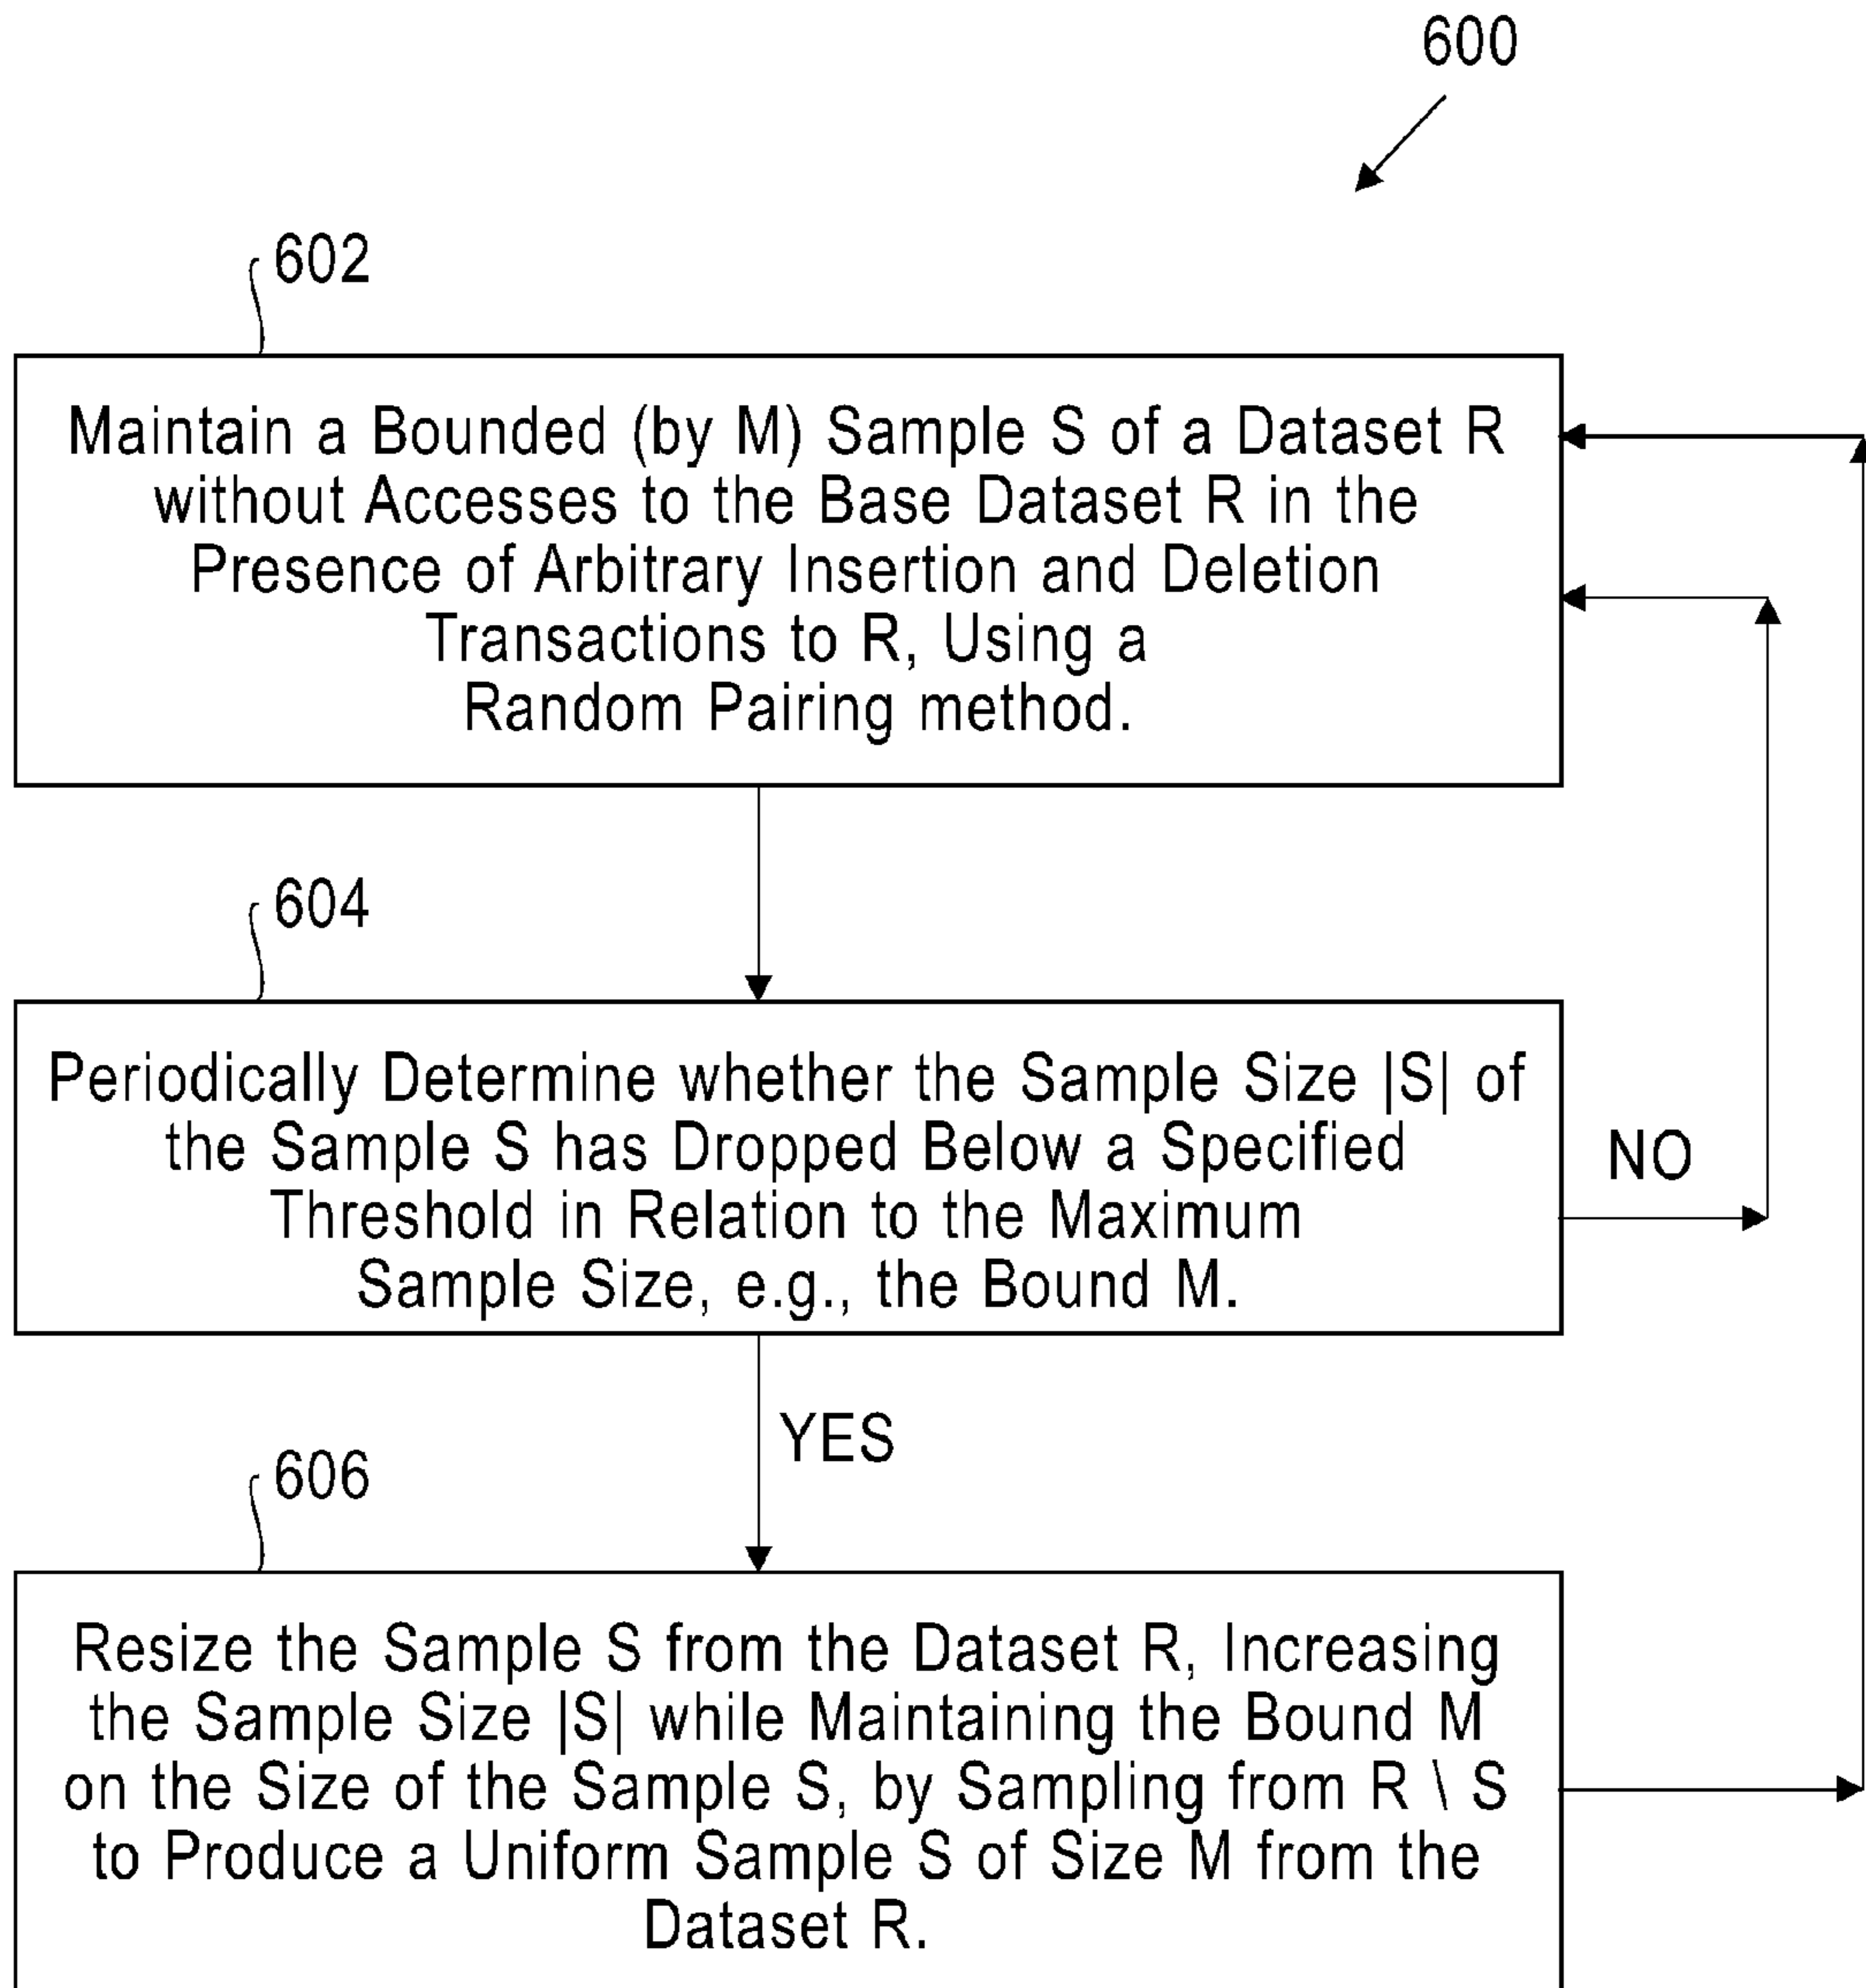 600
602
Maintain a Bounded (by M) Sample S of a Dataset R
without Accesses to the Base Dataset R in the
Presence of Arbitrary Insertion and Deletion
Transactions to R, Using a
Random Pairing method.
604
Periodically Determine whether the Sample Size |S| of
the Sample S has Dropped Below a Specified
Threshold in Relation to the Maximum
Sample Size, e.g., the Bound M.
NO
YES
606
Resize the Sample S from the Dataset R, Increasing
the Sample Size |S| while Maintaining the Bound M
on the Size of the Sample S, by Sampling from R \ S
to Produce a Uniform Sample S of Size M from the
Dataset R.